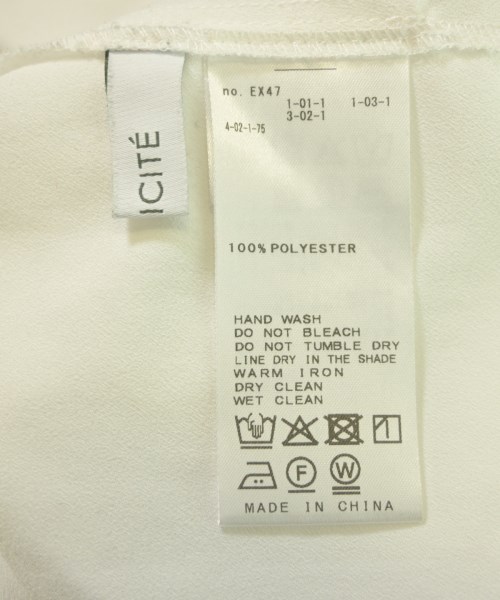 no. EX47
1-01-1 1-03-1
3-02-1
4-02-1-75
ICITÉ
100% POLYESTER
HAND WASH
DO NOT BLEACH
DO NOT TUMBLE DRY
LINE DRY IN THE SHADE
WARM IRON
DRY CLEAN
WET CLEAN
F W
MADE IN CHINA